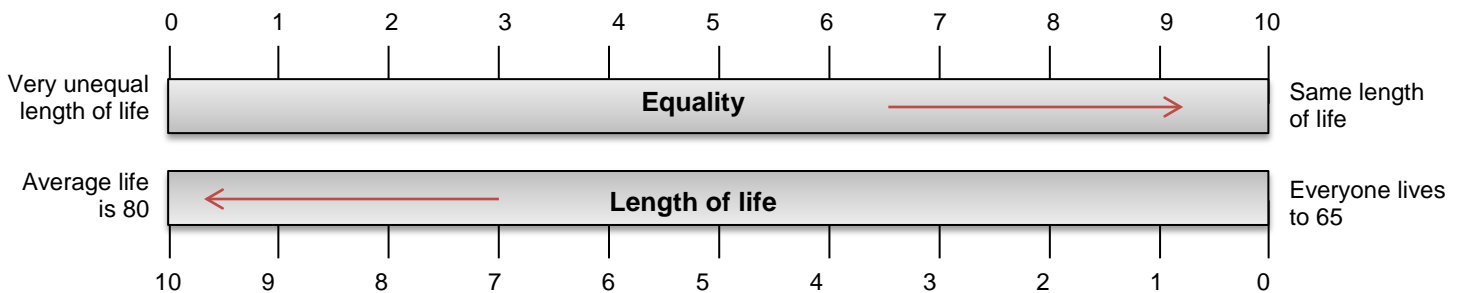 0 1 2 3 4 5 6 7 8 9 10
Very unequal
length of life
Equality
Same length
of life
Average life
is 80
Length of life
Everyone lives
to 65
10 9 8 7 6 5 4 3 2 1 0